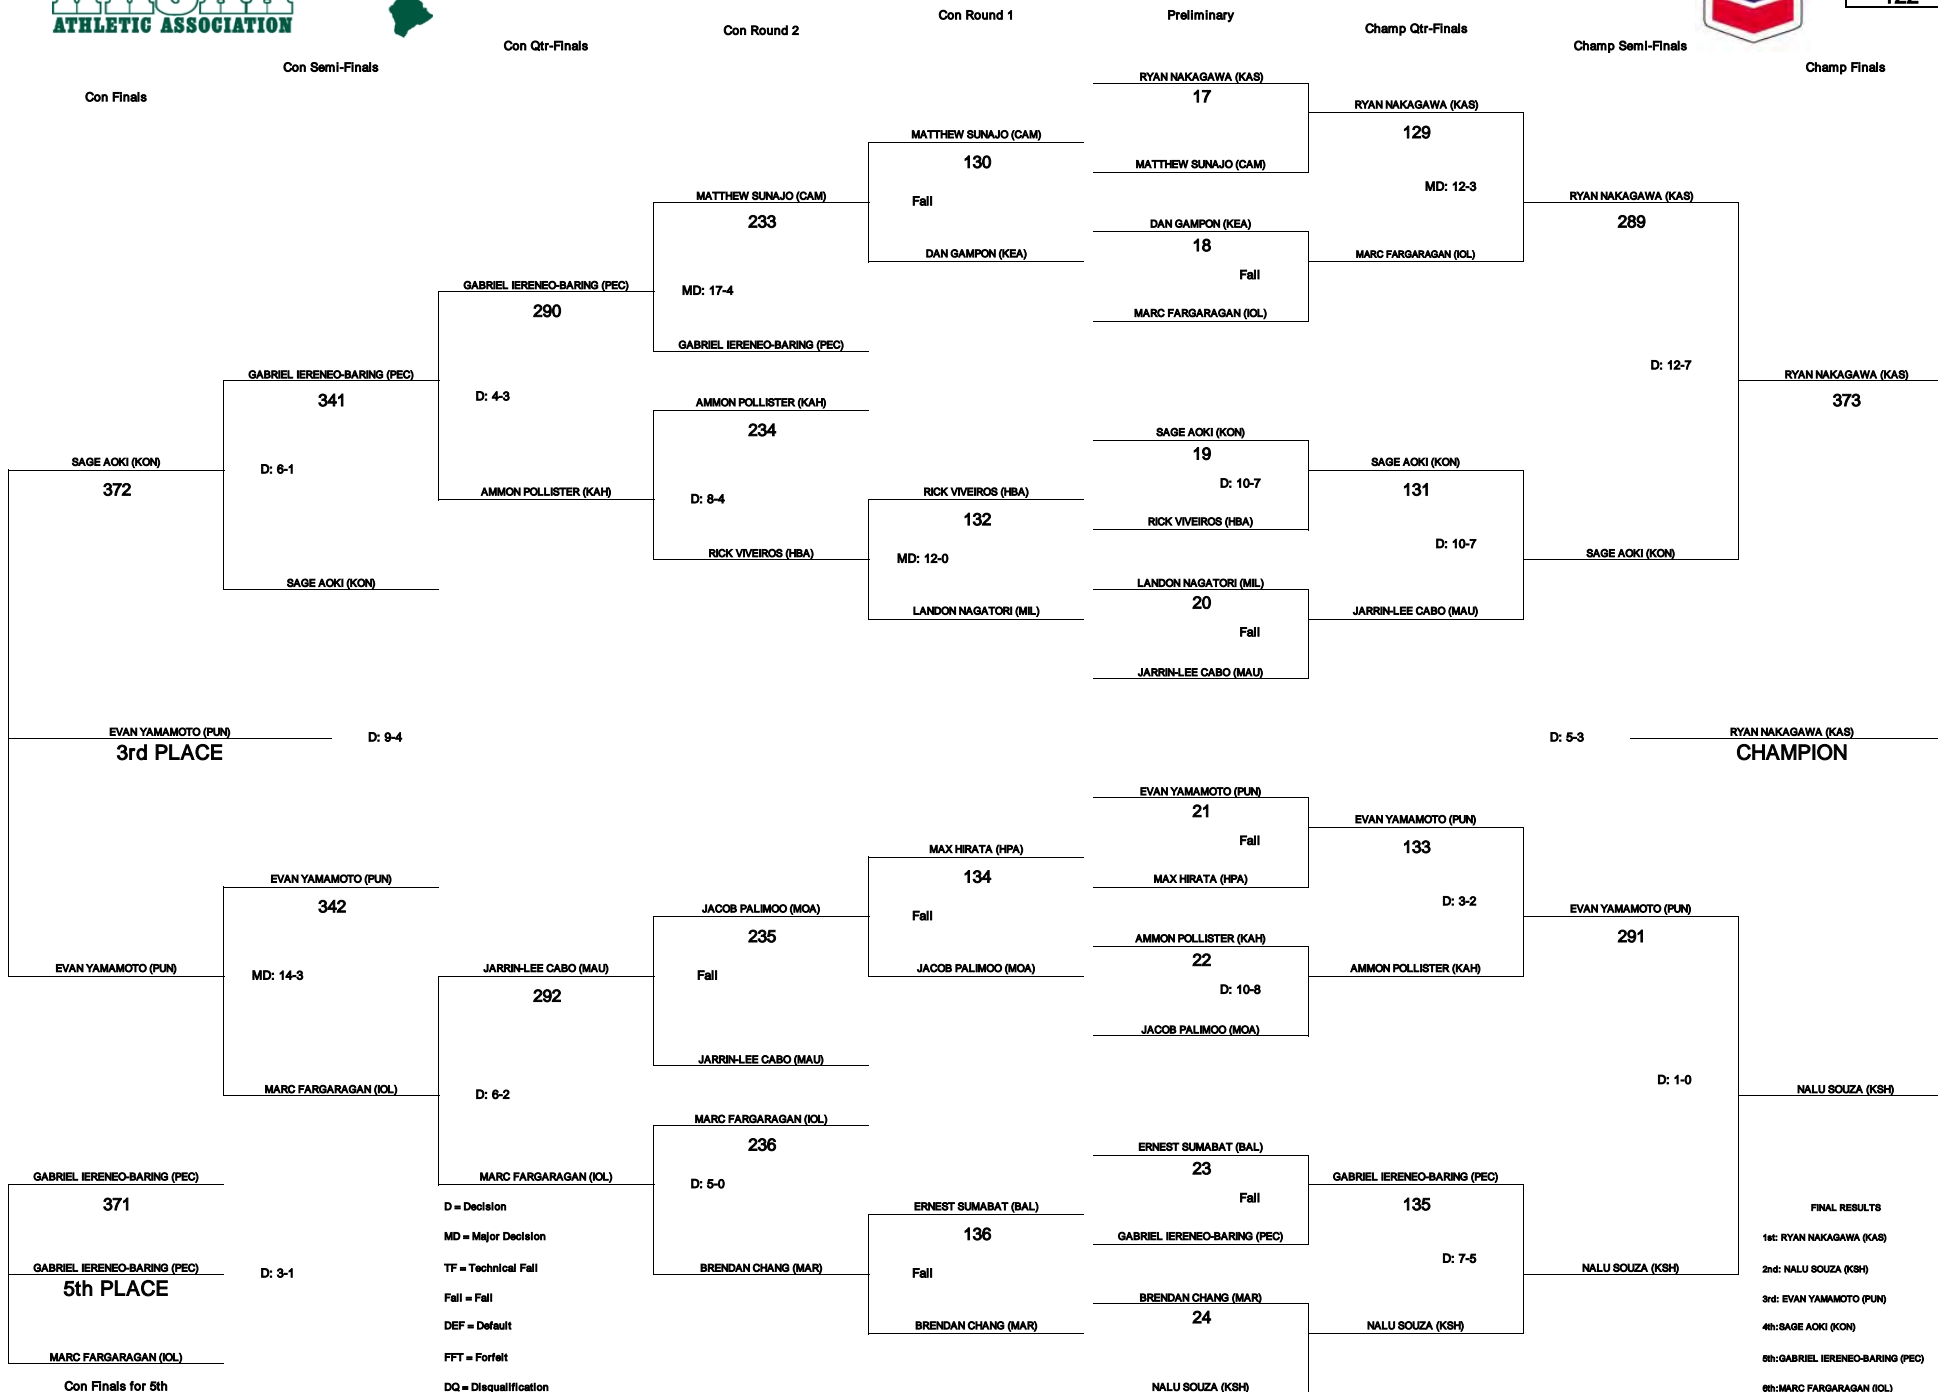 ATHLETIC ASSOCIATION
Con Finals
Con Semi-Finals
Con Qtr-Finals
Con Round 2
Con Round 1
Preliminary
Champ Qtr-Finals
Champ Semi-Finals
Champ Finals
RYAN NAKAGAWA (KAS)
17
MATTHEW SUNAJO (CAM)
DAN GAMPON (KEA)
18
Fall
MARC FARGARAGAN (IOL)
SAGE AOKI (KON)
19
D: 10-7
RICK VIVEIROS (HBA)
LANDON NAGATORI (MIL)
20
Fall
JARRIN-LEE CABO (MAU)
EVAN YAMAMOTO (PUN)
21
Fall
MAX HIRATA (HPA)
AMMON POLLISTER (KAH)
22
D: 10-8
JACOB PALIMOO (MOA)
ERNEST SUMABAT (BAL)
23
Fall
GABRIEL IERENEO-BARING (PEC)
BRENDAN CHANG (MAR)
24
NALU SOUZA (KSH)
RYAN NAKAGAWA (KAS)
129
MD: 12-3
MARC FARGARAGAN (IOL)
SAGE AOKI (KON)
131
D: 10-7
JARRIN-LEE CABO (MAU)
EVAN YAMAMOTO (PUN)
133
D: 3-2
AMMON POLLISTER (KAH)
GABRIEL IERENEO-BARING (PEC)
135
D: 7-5
NALU SOUZA (KSH)
RYAN NAKAGAWA (KAS)
289
D: 12-7
SAGE AOKI (KON)
EVAN YAMAMOTO (PUN)
291
D: 1-0
NALU SOUZA (KSH)
RYAN NAKAGAWA (KAS)
373
D: 5-3
RYAN NAKAGAWA (KAS)
CHAMPION
NALU SOUZA (KSH)
MATTHEW SUNAJO (CAM)
130
Fall
DAN GAMPON (KEA)
RICK VIVEIROS (HBA)
132
MD: 12-0
LANDON NAGATORI (MIL)
MAX HIRATA (HPA)
134
Fall
JACOB PALIMOO (MOA)
ERNEST SUMABAT (BAL)
136
Fall
BRENDAN CHANG (MAR)
MATTHEW SUNAJO (CAM)
233
MD: 17-4
GABRIEL IERENEO-BARING (PEC)
AMMON POLLISTER (KAH)
234
D: 8-4
RICK VIVEIROS (HBA)
JACOB PALIMOO (MOA)
235
Fall
JARRIN-LEE CABO (MAU)
MARC FARGARAGAN (IOL)
236
D: 5-0
BRENDAN CHANG (MAR)
GABRIEL IERENEO-BARING (PEC)
290
D: 4-3
AMMON POLLISTER (KAH)
JARRIN-LEE CABO (MAU)
292
D: 6-2
MARC FARGARAGAN (IOL)
GABRIEL IERENEO-BARING (PEC)
341
D: 6-1
SAGE AOKI (KON)
EVAN YAMAMOTO (PUN)
342
MD: 14-3
MARC FARGARAGAN (IOL)
SAGE AOKI (KON)
372
EVAN YAMAMOTO (PUN)
3rd PLACE
D: 9-4
EVAN YAMAMOTO (PUN)
GABRIEL IERENEO-BARING (PEC)
371
GABRIEL IERENEO-BARING (PEC)
5th PLACE
D: 3-1
MARC FARGARAGAN (IOL)
Con Finals for 5th
D = Decision
MD = Major Decision
TF = Technical Fall
Fall = Fall
DEF = Default
FFT = Forfeit
DQ = Disqualification
FINAL RESULTS
1st: RYAN NAKAGAWA (KAS)
2nd: NALU SOUZA (KSH)
3rd: EVAN YAMAMOTO (PUN)
4th:SAGE AOKI (KON)
5th:GABRIEL IERENEO-BARING (PEC)
6th:MARC FARGARAGAN (IOL)